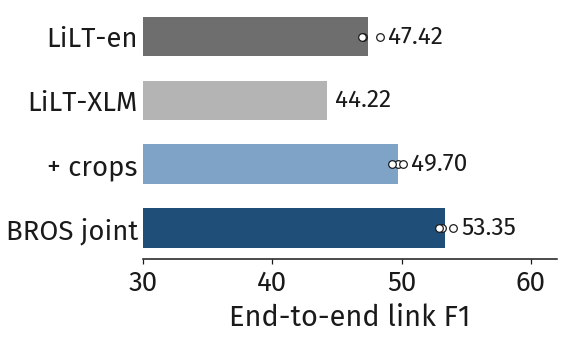 LiLT-en 47.42
LiLT-XLM 44.22
+ crops 49.70
BROS joint 53.35
30 40 50 60
End-to-end link F1